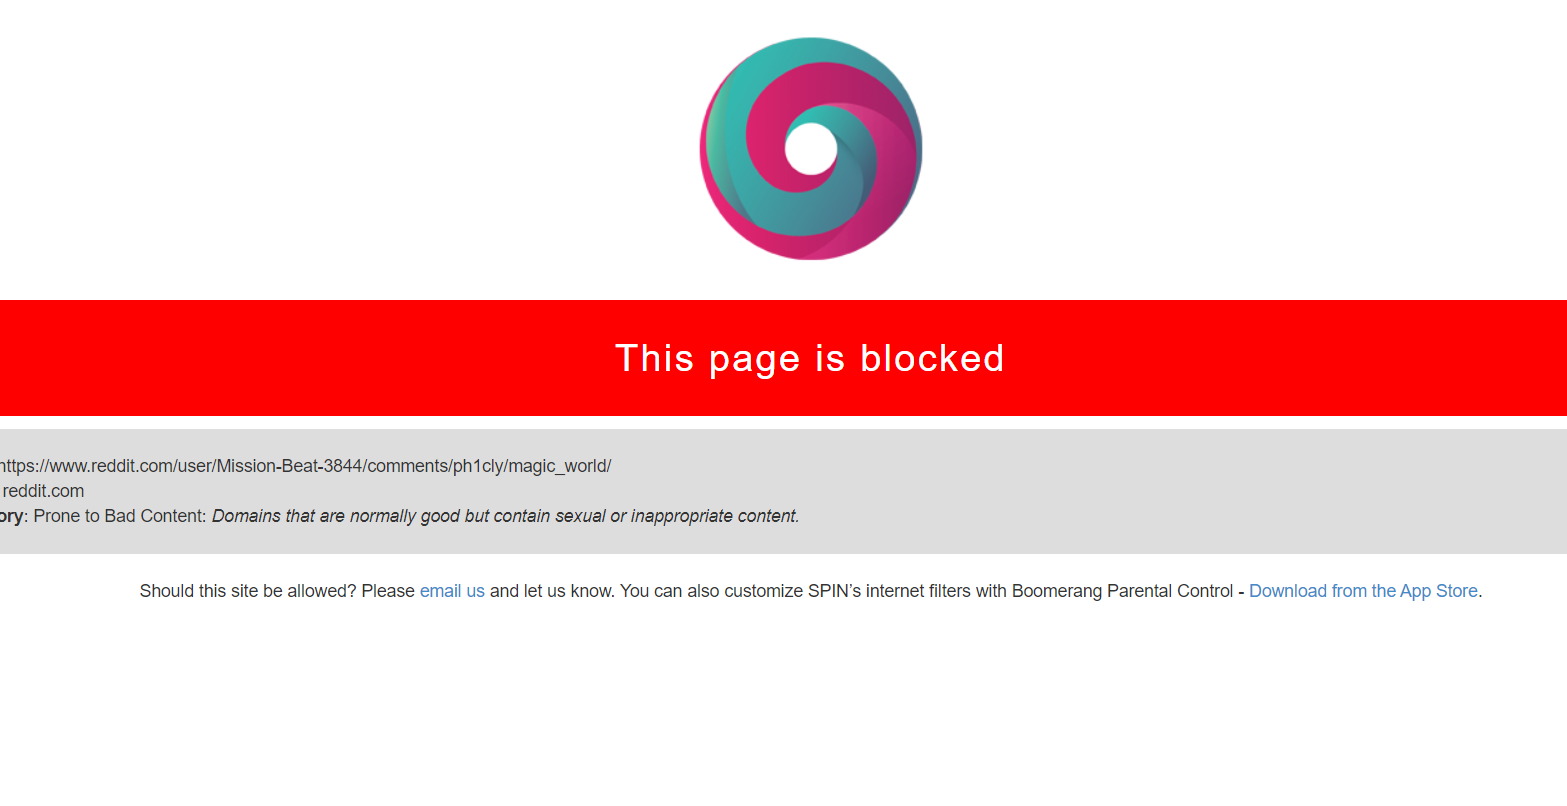 This page is blocked
https://www.reddit.com/user/Mission-Beat-3844/comments/ph1cly/magic_world/
reddit.com
ory: Prone to Bad Content: Domains that are normally good but contain sexual or inappropriate content.
Should this site be allowed? Please email us and let us know. You can also customize SPIN’s internet filters with Boomerang Parental Control - Download from the App Store.